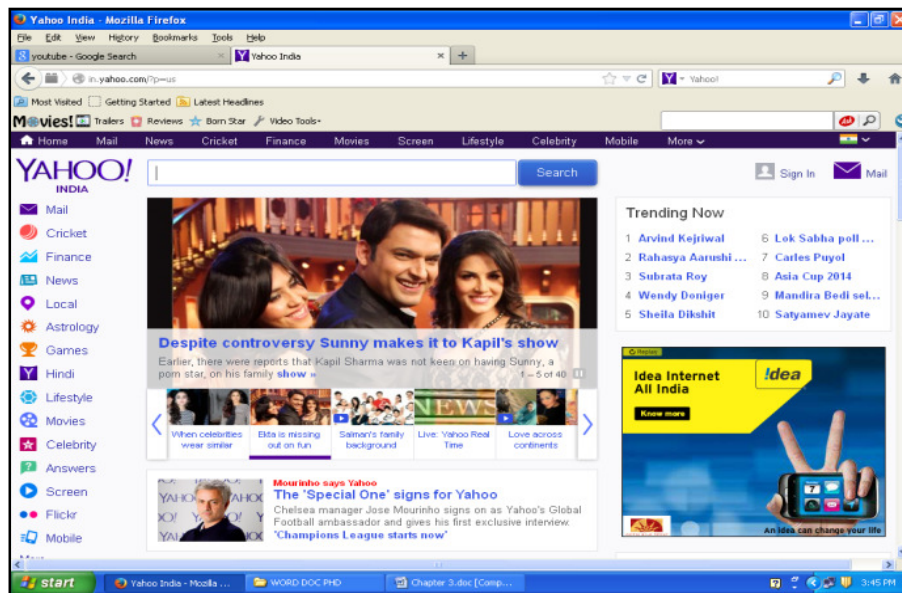 Yahoo India - Mozilla Firefox
File Edit View History Bookmarks Tools Help
youtube - Google Search
Yahoo India
in.yahoo.com/?p=us
Yahoo!
Most Visited Getting Started Latest Headlines
Movies! Trailers Reviews Born Star Video Tools
Home Mail News Cricket Finance Movies Screen Lifestyle Celebrity Mobile More
YAHOO!
INDIA
Search
Sign In Mail
Mail
Cricket
Finance
News
Local
Astrology
Games
Hindi
Lifestyle
Movies
Celebrity
Answers
Screen
Flickr
Mobile
Despite controversy Sunny makes it to Kapil's show
Earlier, there were reports that Kapil Sharma was not keen on having Sunny, a
porn star, on his family show »
1 – 5 of 40
When celebrities
wear similar
Ekta is missing
out on fun
Salman's family
background
NEWS
Live: Yahoo Real
Time
Love across
continents
Mourinho says Yahoo
The 'Special One' signs for Yahoo
Chelsea manager Jose Mourinho signs on as Yahoo's Global
Football ambassador and gives his first exclusive interview.
'Champions League starts now'
Trending Now
1 Arvind Kejriwal
2 Rahasya Aarushi ...
3 Subrata Roy
4 Wendy Doniger
5 Sheila Dikshit
6 Lok Sabha poll ...
7 Carles Puyol
8 Asia Cup 2014
9 Mandira Bedi sel...
10 Satyamev Jayate
Replay
Idea Internet
All India
Know more
!dea
An idea can change your life
start
Yahoo India - Mozilla ...
WORD DOC PHD
Chapter 3.doc [Comp...
3:45 PM